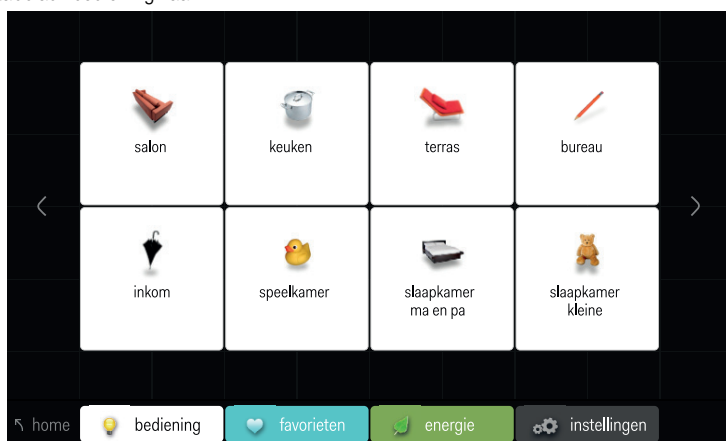 salon
keuken
terras
bureau
inkom
speelkamer
slaapkamer
ma en pa
slaapkamer
kleine
home
bediening
favorieten
energie
instellingen